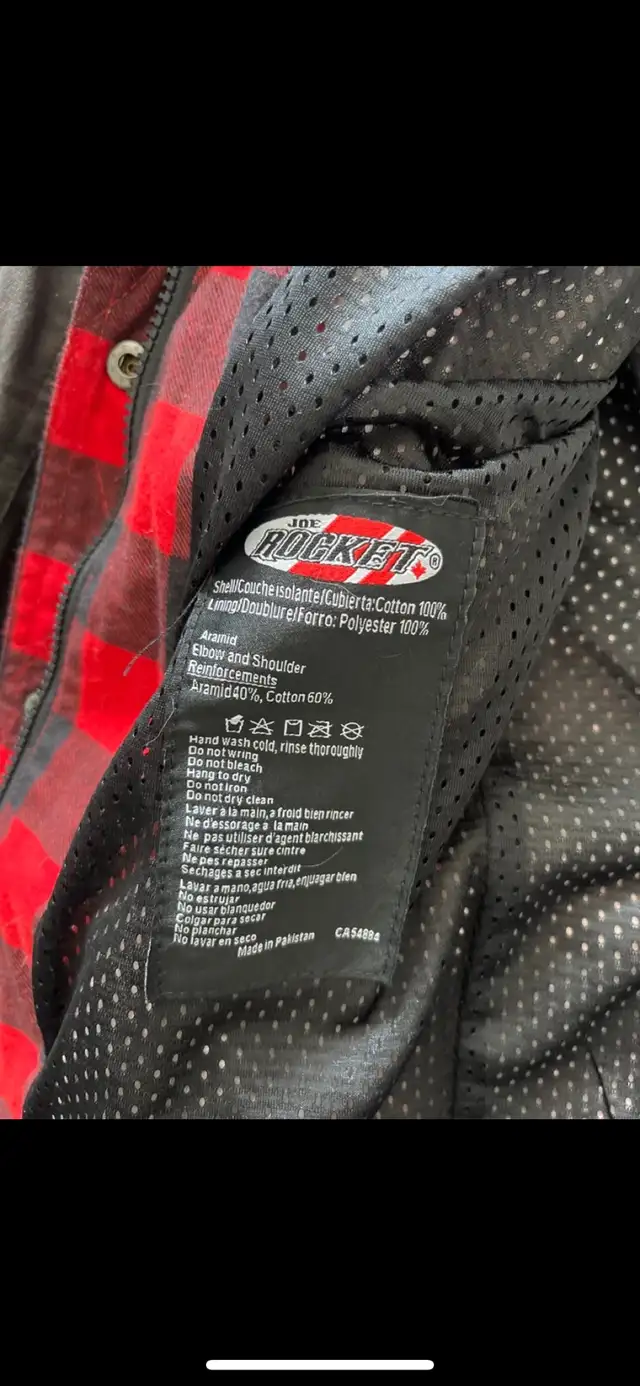 JOE
ROCKET®
Shell/Coucheisolante/Cubierta:Cotton 100%
Lining/Doublure/Forro: Polyester 100%
Aramid
Elbow and Shoulder
Reinforcements
Aramid40%, Cotton 60%
Hand wash cold, rinse thoroughly
Do not wring
Do not bleach
Hang to dry
Do not Iron
Do not dry clean
Laver à la main, a froid bien rincer
Ne d'essorage a la main
Ne pas utiliser d'agent blarchissant
Faire sècher sure cintre
Ne pes repasser
Sechages a sec interdit
Lavar a mano,agua fria,enjuagar bien
No estrujar
No usar blanquedor
Colgar para secar
No planchar
No lavar en seco
Made in Pakistan CA54884